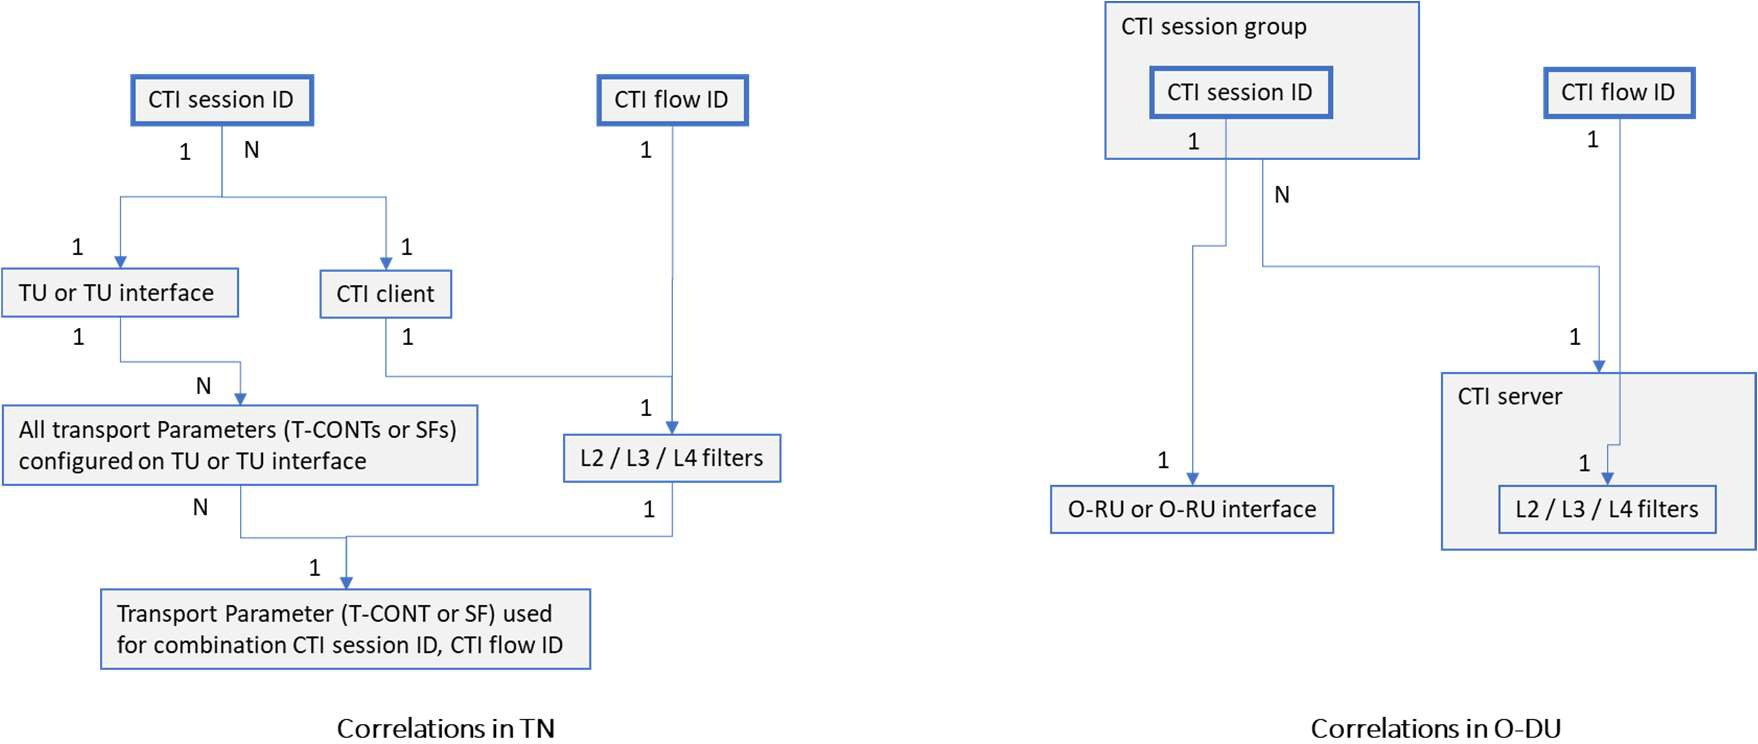 CTI session ID
CTI flow ID
1
N
1
1
1
TU or TU interface
CTI client
1
1
N
1
All transport Parameters (T-CONTs or SFs)
configured on TU or TU interface
L2 / L3 / L4 filters
N
1
1
Transport Parameter (T-CONT or SF) used
for combination CTI session ID, CTI flow ID
Correlations in TN
CTI session group
CTI session ID
CTI flow ID
1
1
N
1
CTI server
1
1
O-RU or O-RU interface
L2 / L3 / L4 filters
Correlations in O-DU